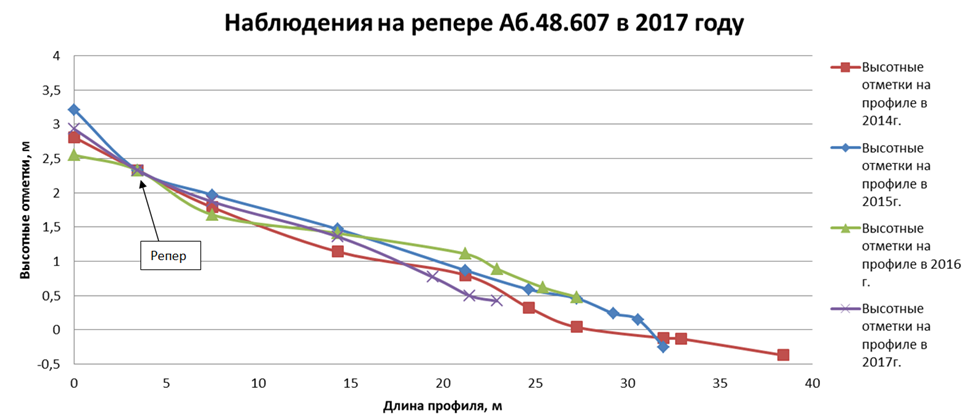 Наблюдения на репере Аб.48.607 в 2017 году
4
3,5
3
2,5
2
1,5
1
0,5
0
-0,5
Высотные отметки, м
Репер
0 5 10 15 20 25 30 35 40
Длина профиля, м
Высотные
отметки на
профиле в
2014г.
Высотные
отметки на
профиле в
2015г.
Высотные
отметки на
профиле в 2016
г.
Высотные
отметки на
профиле в
2017г.